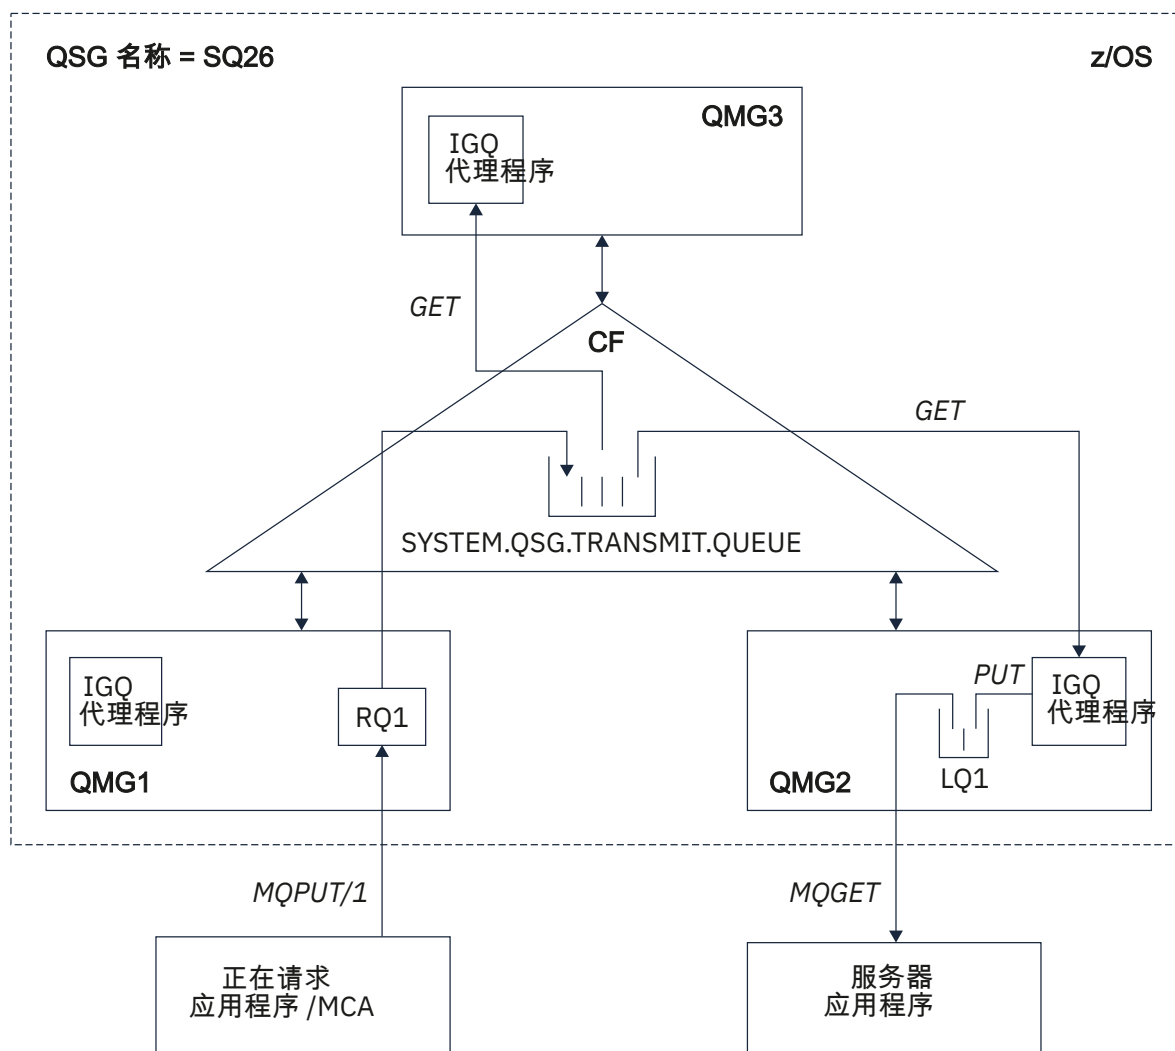 QSG 名称 = SQ26
z/OS
QMG3
IGQ
代理程序
GET
CF
GET
SYSTEM.QSG.TRANSMIT.QUEUE
IGQ
代理程序
RQ1
QMG1
PUT
IGQ
代理程序
LQ1
QMG2
MQPUT/1
MQGET
正在请求
应用程序 /MCA
服务器
应用程序